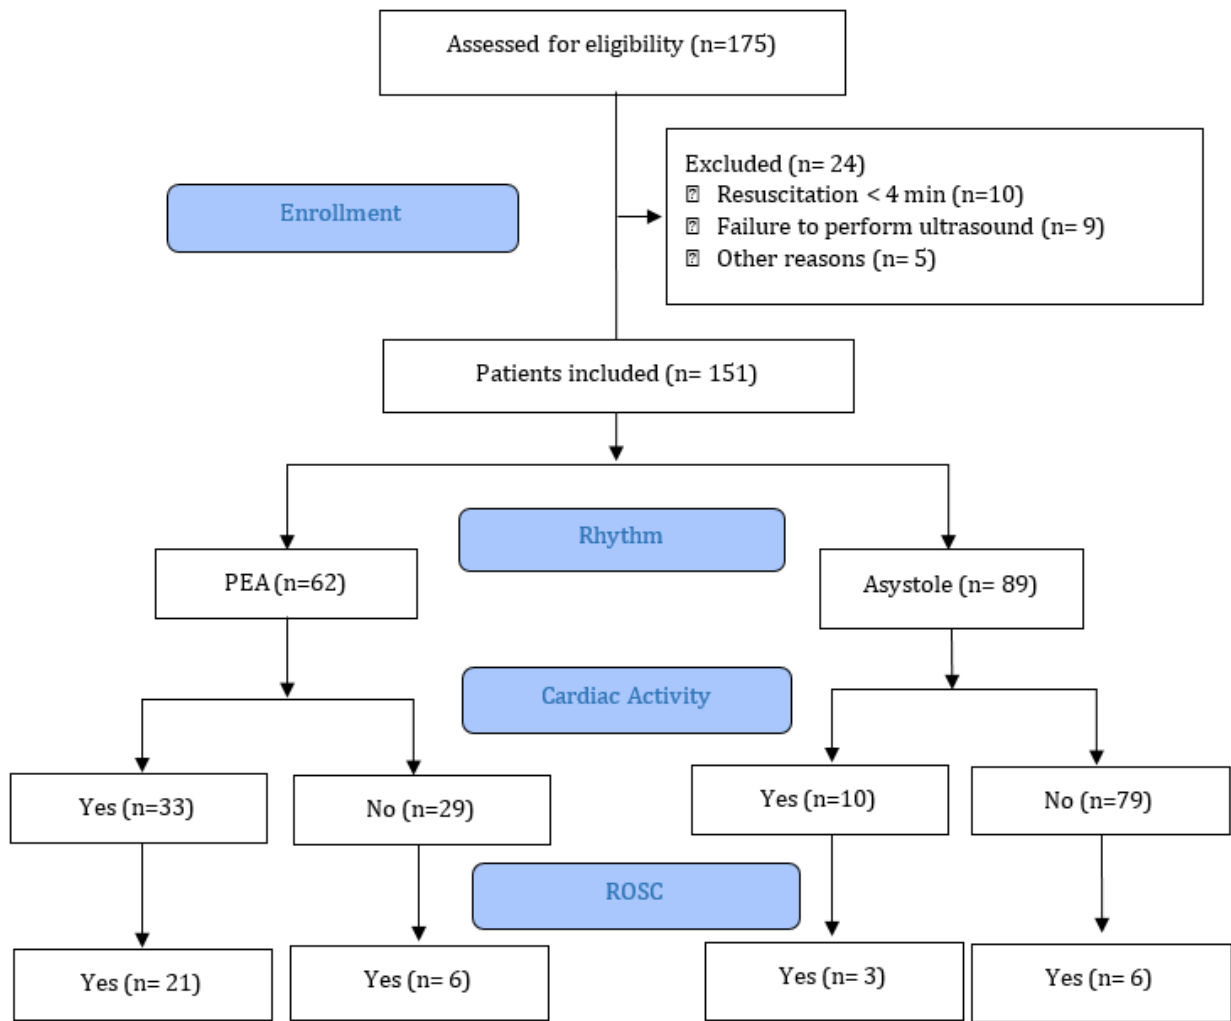 Assessed for eligibility (n=175)
Excluded (n= 24)
Resuscitation < 4 min (n=10)
Failure to perform ultrasound (n= 9)
Other reasons (n= 5)
Enrollment
Patients included (n= 151)
Rhythm
PEA (n=62)
Asystole (n= 89)
Cardiac Activity
Yes (n=33)
No (n=29)
Yes (n=10)
No (n=79)
ROSC
Yes (n= 21)
Yes (n= 6)
Yes (n= 3)
Yes (n= 6)